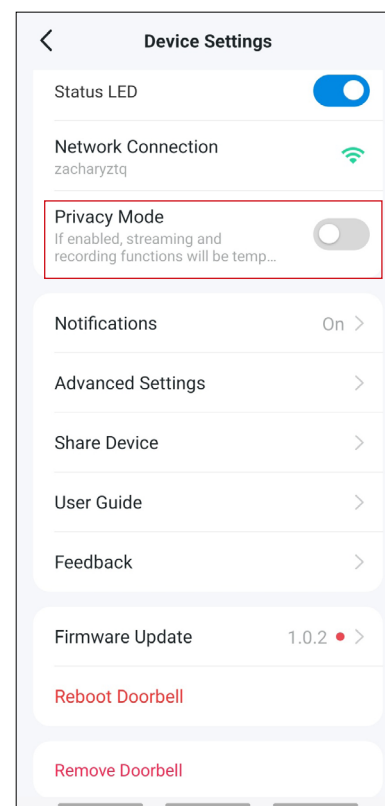 Device Settings
Status LED
Network Connection
zacharyztq
Privacy Mode
If enabled, streaming and
recording functions will be temp...
Notifications
On
Advanced Settings
Share Device
User Guide
Feedback
Firmware Update
1.0.2
Reboot Doorbell
Remove Doorbell